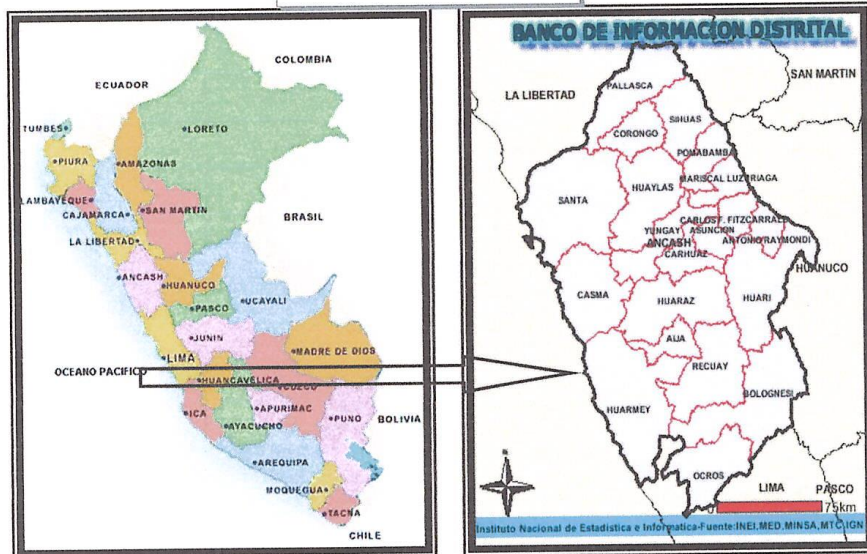 COLOMBIA
ECUADOR
TUMBES
LORETO
PIURA
AMAZONAS
LAMBAYEQUE
CAJAMARCA
SAN MARTIN
BRASIL
LA LIBERTAD
ANCASH
HUANUCO
UCAYALI
PASCO
JUNIN
LIMA
MADRE DE DIOS
OCEANO PACIFICO
HUANCAVELICA
CUZCO
ICA
APURIMAC
PUNO
BOLIVIA
AYACUCHO
AREQUIPA
MOQUEGUA
TACNA
CHILE
BANCO DE INFORMACION DISTRITAL
SAN MARTIN
LA LIBERTAD
PALLASCA
SIHUAS
CORONGO
POMABAMBA
MARISCAL LUZURIAGA
HUAYLAS
SANTA
CARLOS F. FITZCARRALD
YUNGAY
ASUNCION
ANCASH
ANTONIO RAYMONDI
CARHUAZ
HUANUCO
CASMA
HUARAZ
HUARI
AIJA
RECUAY
BOLOGNESI
HUARMEY
OCROS
LIMA
PASCO
0
75km
Instituto Nacional de Estadistica e Informatica-Fuente:INEI,MED,MINSA,MTC,IGN